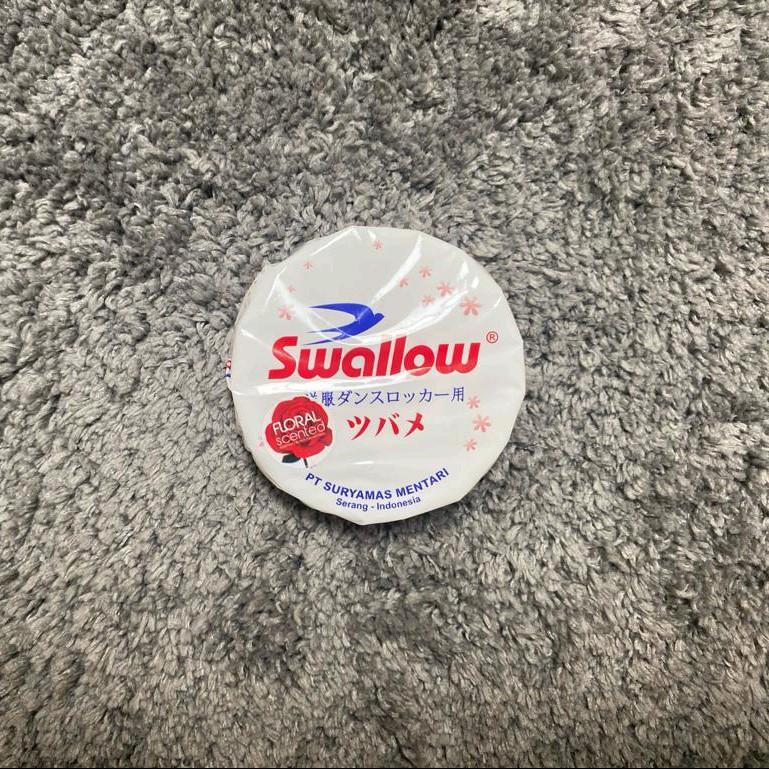 Swallow®
洋服ダンスロッカー用
ツバメ
FLORAL
scented
PT SURYAMAS MENTARI
Serang - Indonesia